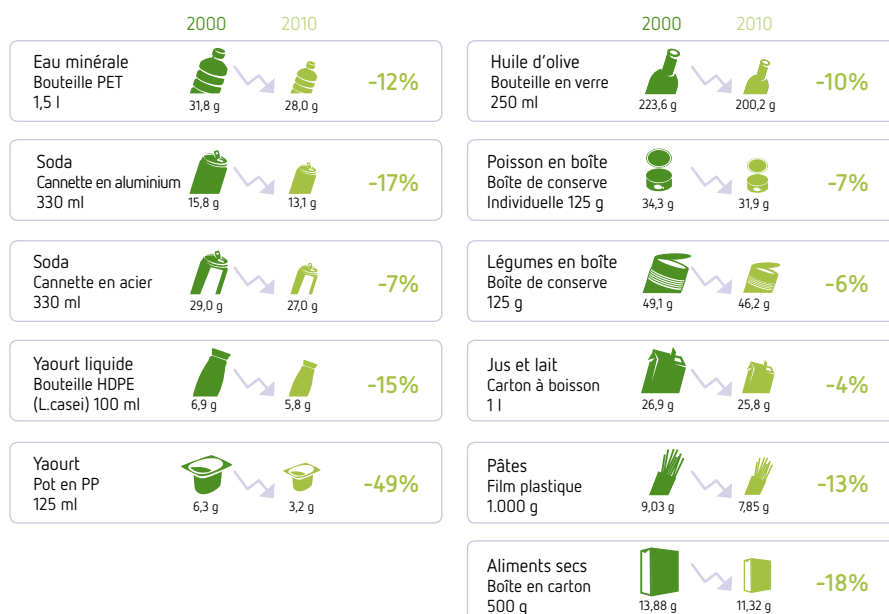 2000 2010
Eau minérale
Bouteille PET
1,5 l
31,8 g 28,0 g
-12%
Soda
Cannette en aluminium
330 ml
15,8 g 13,1 g
-17%
Soda
Cannette en acier
330 ml
29,0 g 27,0 g
-7%
Yaourt liquide
Bouteille HDPE
(L.casei) 100 ml
6,9 g 5,8 g
-15%
Yaourt
Pot en PP
125 ml
6,3 g 3,2 g
-49%
2000 2010
Huile d'olive
Bouteille en verre
250 ml
223,6 g 200,2 g
-10%
Poisson en boîte
Boîte de conserve
Individuelle 125 g
34,3 g 31,9 g
-7%
Légumes en boîte
Boîte de conserve
125 g
49,1 g 46,2 g
-6%
Jus et lait
Carton à boisson
1 l
26,9 g 25,8 g
-4%
Pâtes
Film plastique
1.000 g
9,03 g 7,85 g
-13%
Aliments secs
Boîte en carton
500 g
13,88 g 11,32 g
-18%